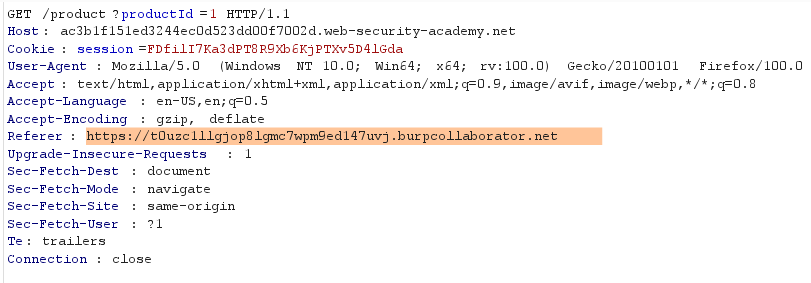 GET /product ?productId =1 HTTP/1.1
Host : ac3b1f151ed3244ec0d523dd00f7002d.web-security-academy.net
Cookie : session =FDfilI7Ka3dPT8R9Xb6KjPTXv5D4lGda
User-Agent : Mozilla/5.0 (Windows NT 10.0; Win64; x64; rv:100.0) Gecko/20100101 Firefox/100.0
Accept : text/html,application/xhtml+xml,application/xml;q=0.9,image/avif,image/webp,*/*;q=0.8
Accept-Language : en-US,en;q=0.5
Accept-Encoding : gzip, deflate
Referer : https://t0uzc1llgjop8lgmc7wpm9ed147uvj.burpcollaborator.net
Upgrade-Insecure-Requests : 1
Sec-Fetch-Dest : document
Sec-Fetch-Mode : navigate
Sec-Fetch-Site : same-origin
Sec-Fetch-User : ?1
Te : trailers
Connection : close